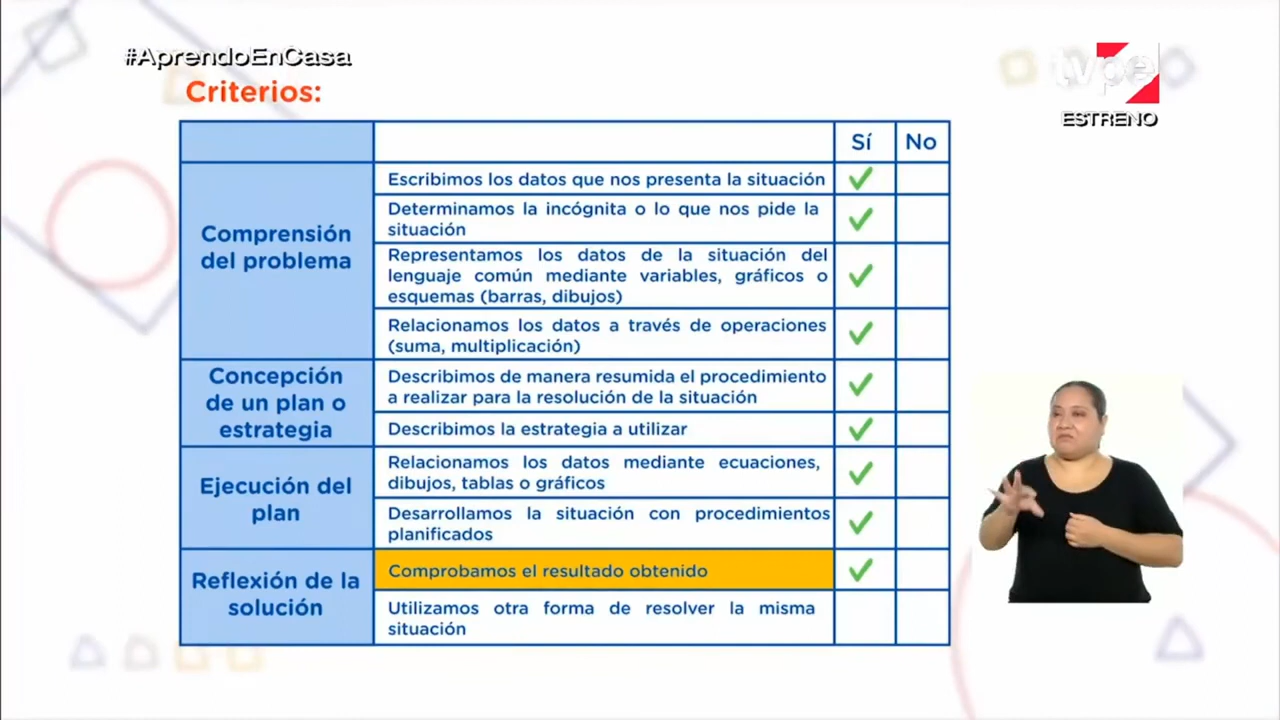 #AprendoEnCasa
tvpe
ESTRENO
Criterios:
Sí No
Comprensión
del problema
Escribimos los datos que nos presenta la situación
Determinamos la incógnita o lo que nos pide la
situación
Representamos los datos de la situación del
lenguaje común mediante variables, gráficos o
esquemas (barras, dibujos)
Relacionamos los datos a través de operaciones
(suma, multiplicación)
Concepción
de un plan o
estrategia
Describimos de manera resumida el procedimiento
a realizar para la resolución de la situación
Describimos la estrategia a utilizar
Ejecución del
plan
Relacionamos los datos mediante ecuaciones,
dibujos, tablas o gráficos
Desarrollamos la situación con procedimientos
planificados
Reflexión de la
solución
Comprobamos el resultado obtenido
Utilizamos otra forma de resolver la misma
situación